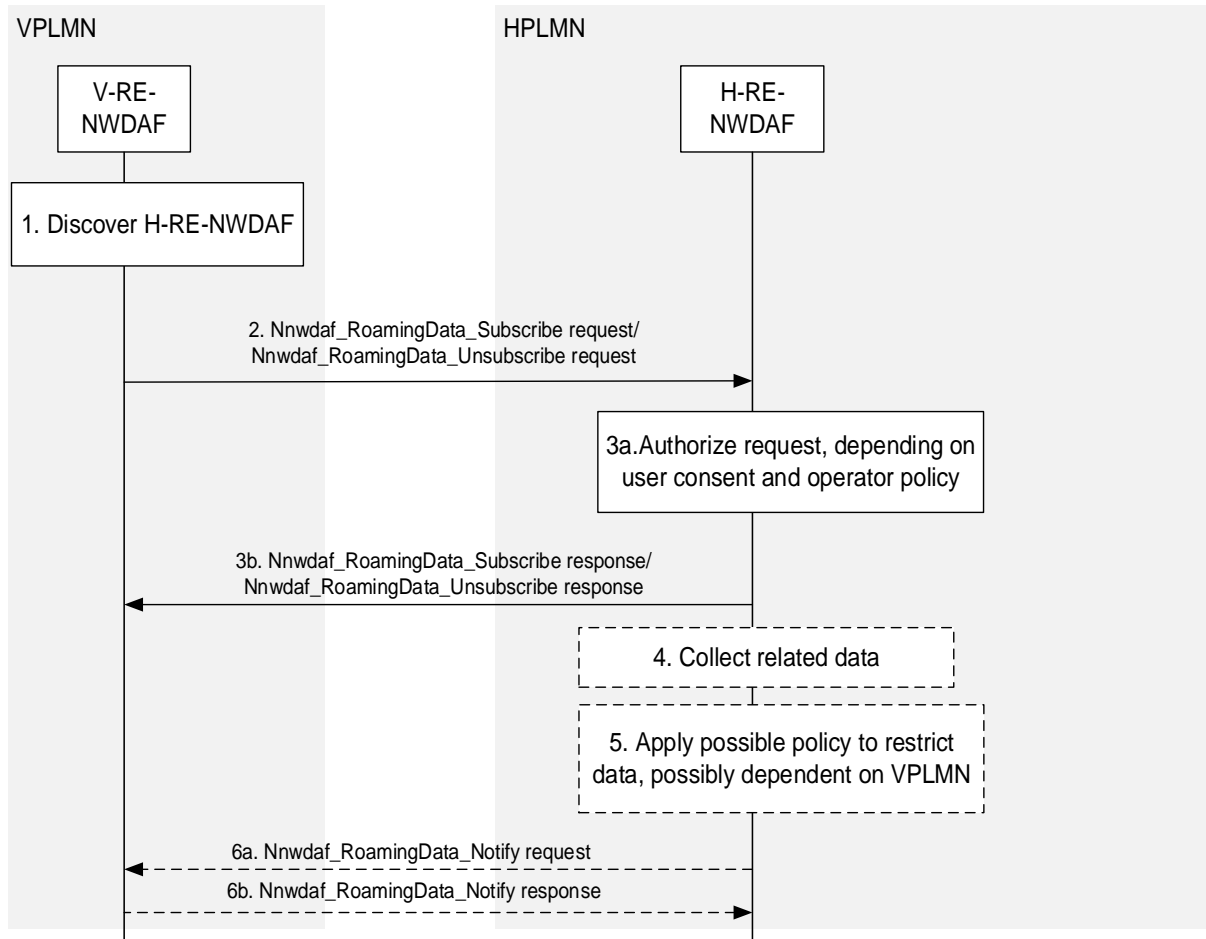 VPLMN
HPLMN
V-RE-
NWDAF
H-RE-
NWDAF
1. Discover H-RE-NWDAF
2. Nnwdaf_RoamingData_Subscribe request/
Nnwdaf_RoamingData_Unsubscribe request
3a.Authorize request, depending on
user consent and operator policy
3b. Nnwdaf_RoamingData_Subscribe response/
Nnwdaf_RoamingData_Unsubscribe response
4. Collect related data
5. Apply possible policy to restrict
data, possibly dependent on VPLMN
6a. Nnwdaf_RoamingData_Notify request
6b. Nnwdaf_RoamingData_Notify response